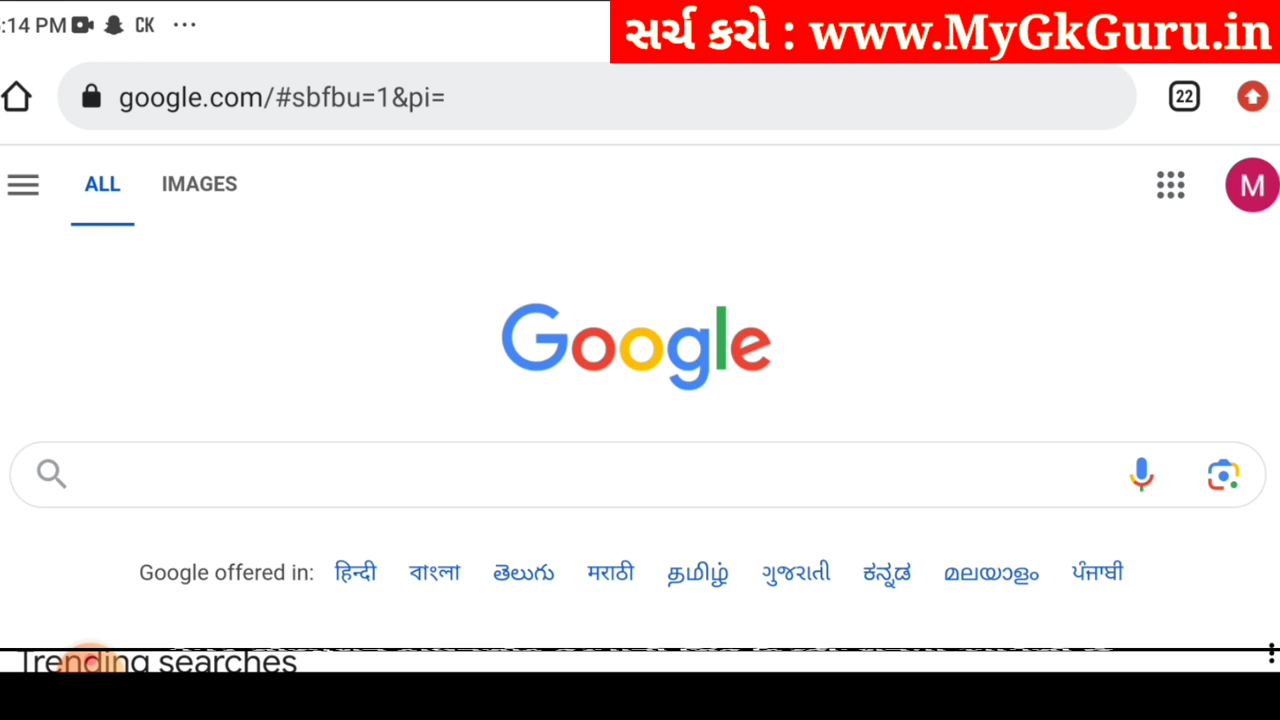 :14 PM CK ...
સર્ચ કરો : www.MyGkGuru.in
google.com/#sbfbu=1&pi=
22
ALL IMAGES
M
Google
Google offered in: हिन्दी বাংলা తెలుగు मराठी தமிழ் ગુજરાતી ಕನ್ನಡ മലയാളം ਪੰਜਾਬੀ
Trending searches